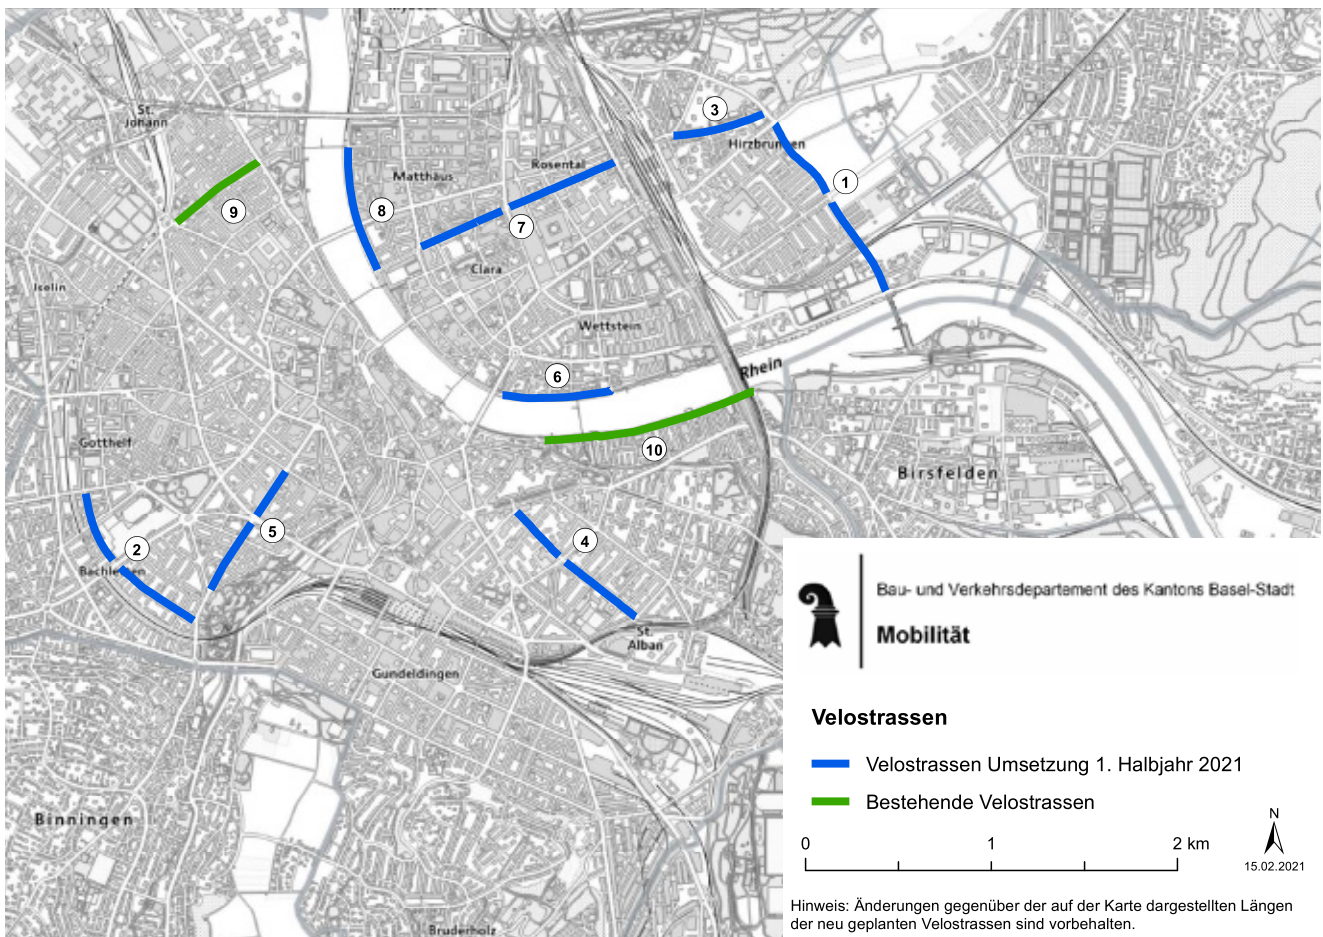 St.
Johann
3
Hirzbrunnen
Rosental
Matthäus
1
9
8
7
Clara
Iselin
Wettstein
Rhein
6
Gotthelf
10
Birsfelden
5
4
2
Bachletten
St.
Alban
Gundeldingen
Binningen
Bruderholz
Bau- und Verkehrsdepartement des Kantons Basel-Stadt
Mobilität
Velostrassen
Velostrassen Umsetzung 1. Halbjahr 2021
Bestehende Velostrassen
0 1 2 km
N
15.02.2021
Hinweis: Änderungen gegenüber der auf der Karte dargestellten Längen
der neu geplanten Velostrassen sind vorbehalten.